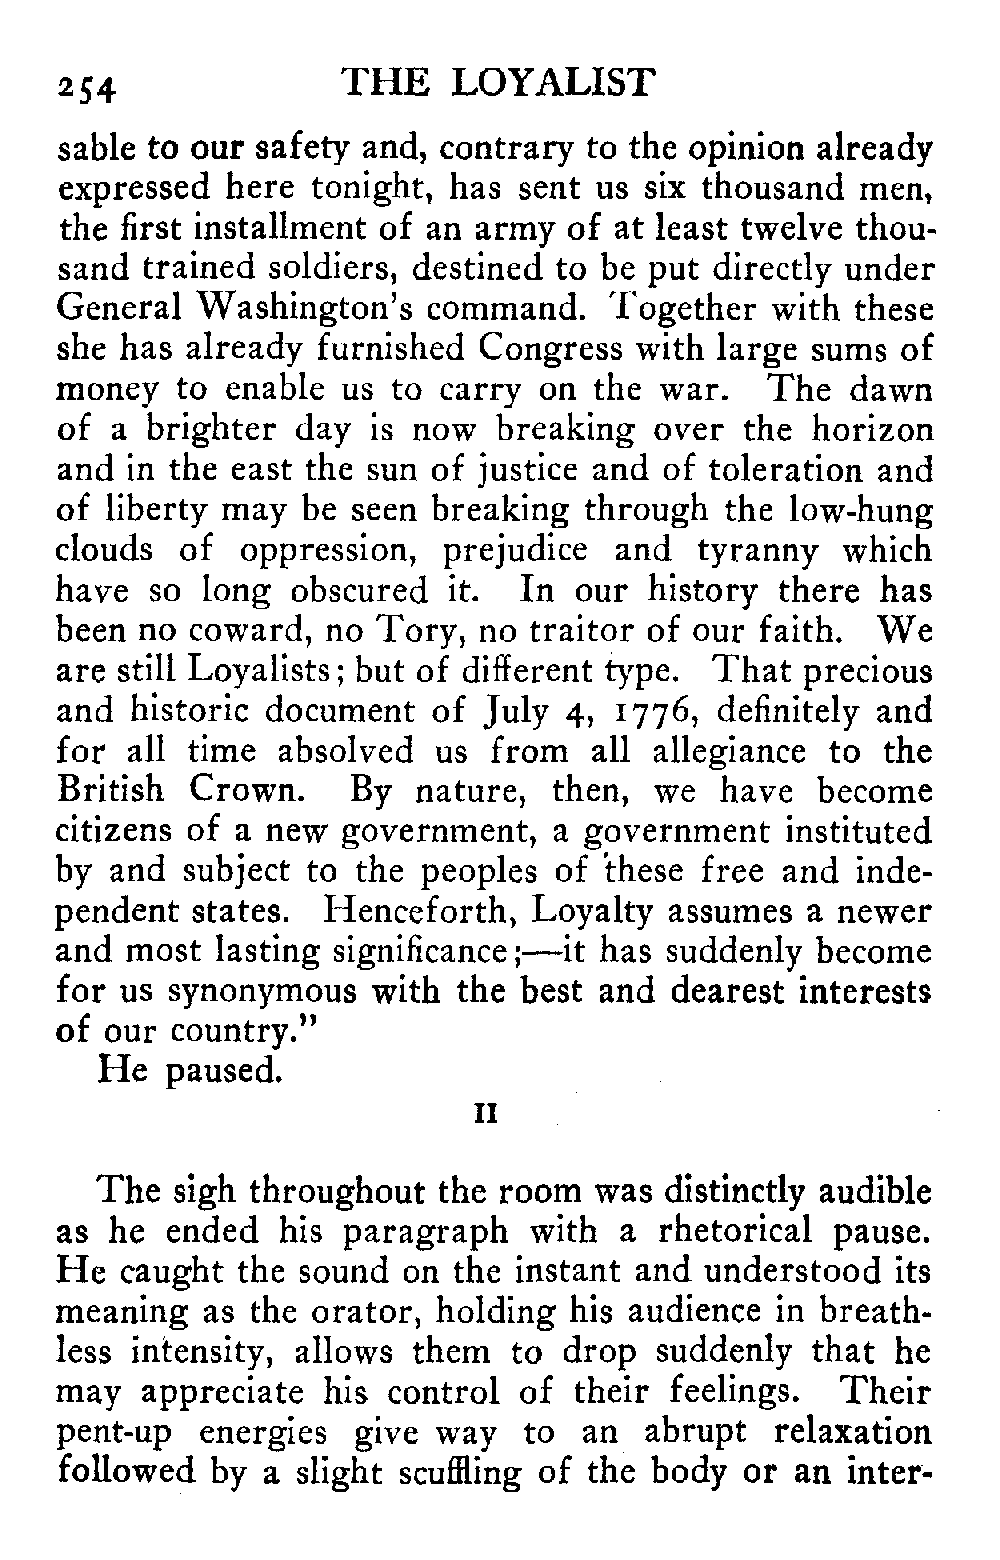 254 THE LOYALIST
sable to our safety and, contrary to the opinion already
expressed here tonight, has sent us six thousand men,
the first installment of an army of at least twelve thou-
sand trained soldiers, destined to be put directly under
General Washington's command. Together with these
she has already furnished Congress with large sums of
money to enable us to carry on the war. The dawn
of a brighter day is now breaking over the horizon
and in the east the sun of justice and of toleration and
of liberty may be seen breaking through the low-hung
clouds of oppression, prejudice and tyranny which
have so long obscured it. In our history there has
been no coward, no Tory, no traitor of our faith. We
are still Loyalists; but of different type. That precious
and historic document of July 4, 1776, definitely and
for all time absolved us from all allegiance to the
British Crown. By nature, then, we have become
citizens of a new government, a government instituted
by and subject to the peoples of these free and inde-
pendent states. Henceforth, Loyalty assumes a newer
and most lasting significance;—it has suddenly become
for us synonymous with the best and dearest interests
of our country."
He paused.
II
The sigh throughout the room was distinctly audible
as he ended his paragraph with a rhetorical pause.
He caught the sound on the instant and understood its
meaning as the orator, holding his audience in breath-
less intensity, allows them to drop suddenly that he
may appreciate his control of their feelings. Their
pent-up energies give way to an abrupt relaxation
followed by a slight scuffling of the body or an inter-